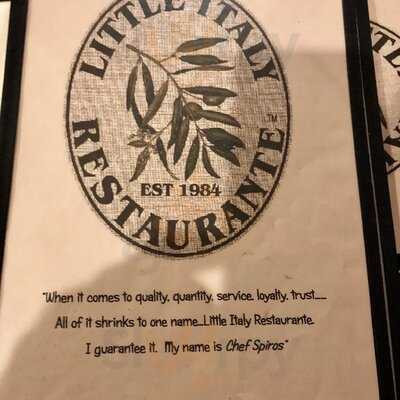 LITTLE ITALY
RESTAURANTE ™
EST 1984
"When it comes to quality, quantity, service, loyalty, trust......
All of it shrinks to one name...Little Italy Restaurante.
I guarantee it. My name is Chef Spiros"